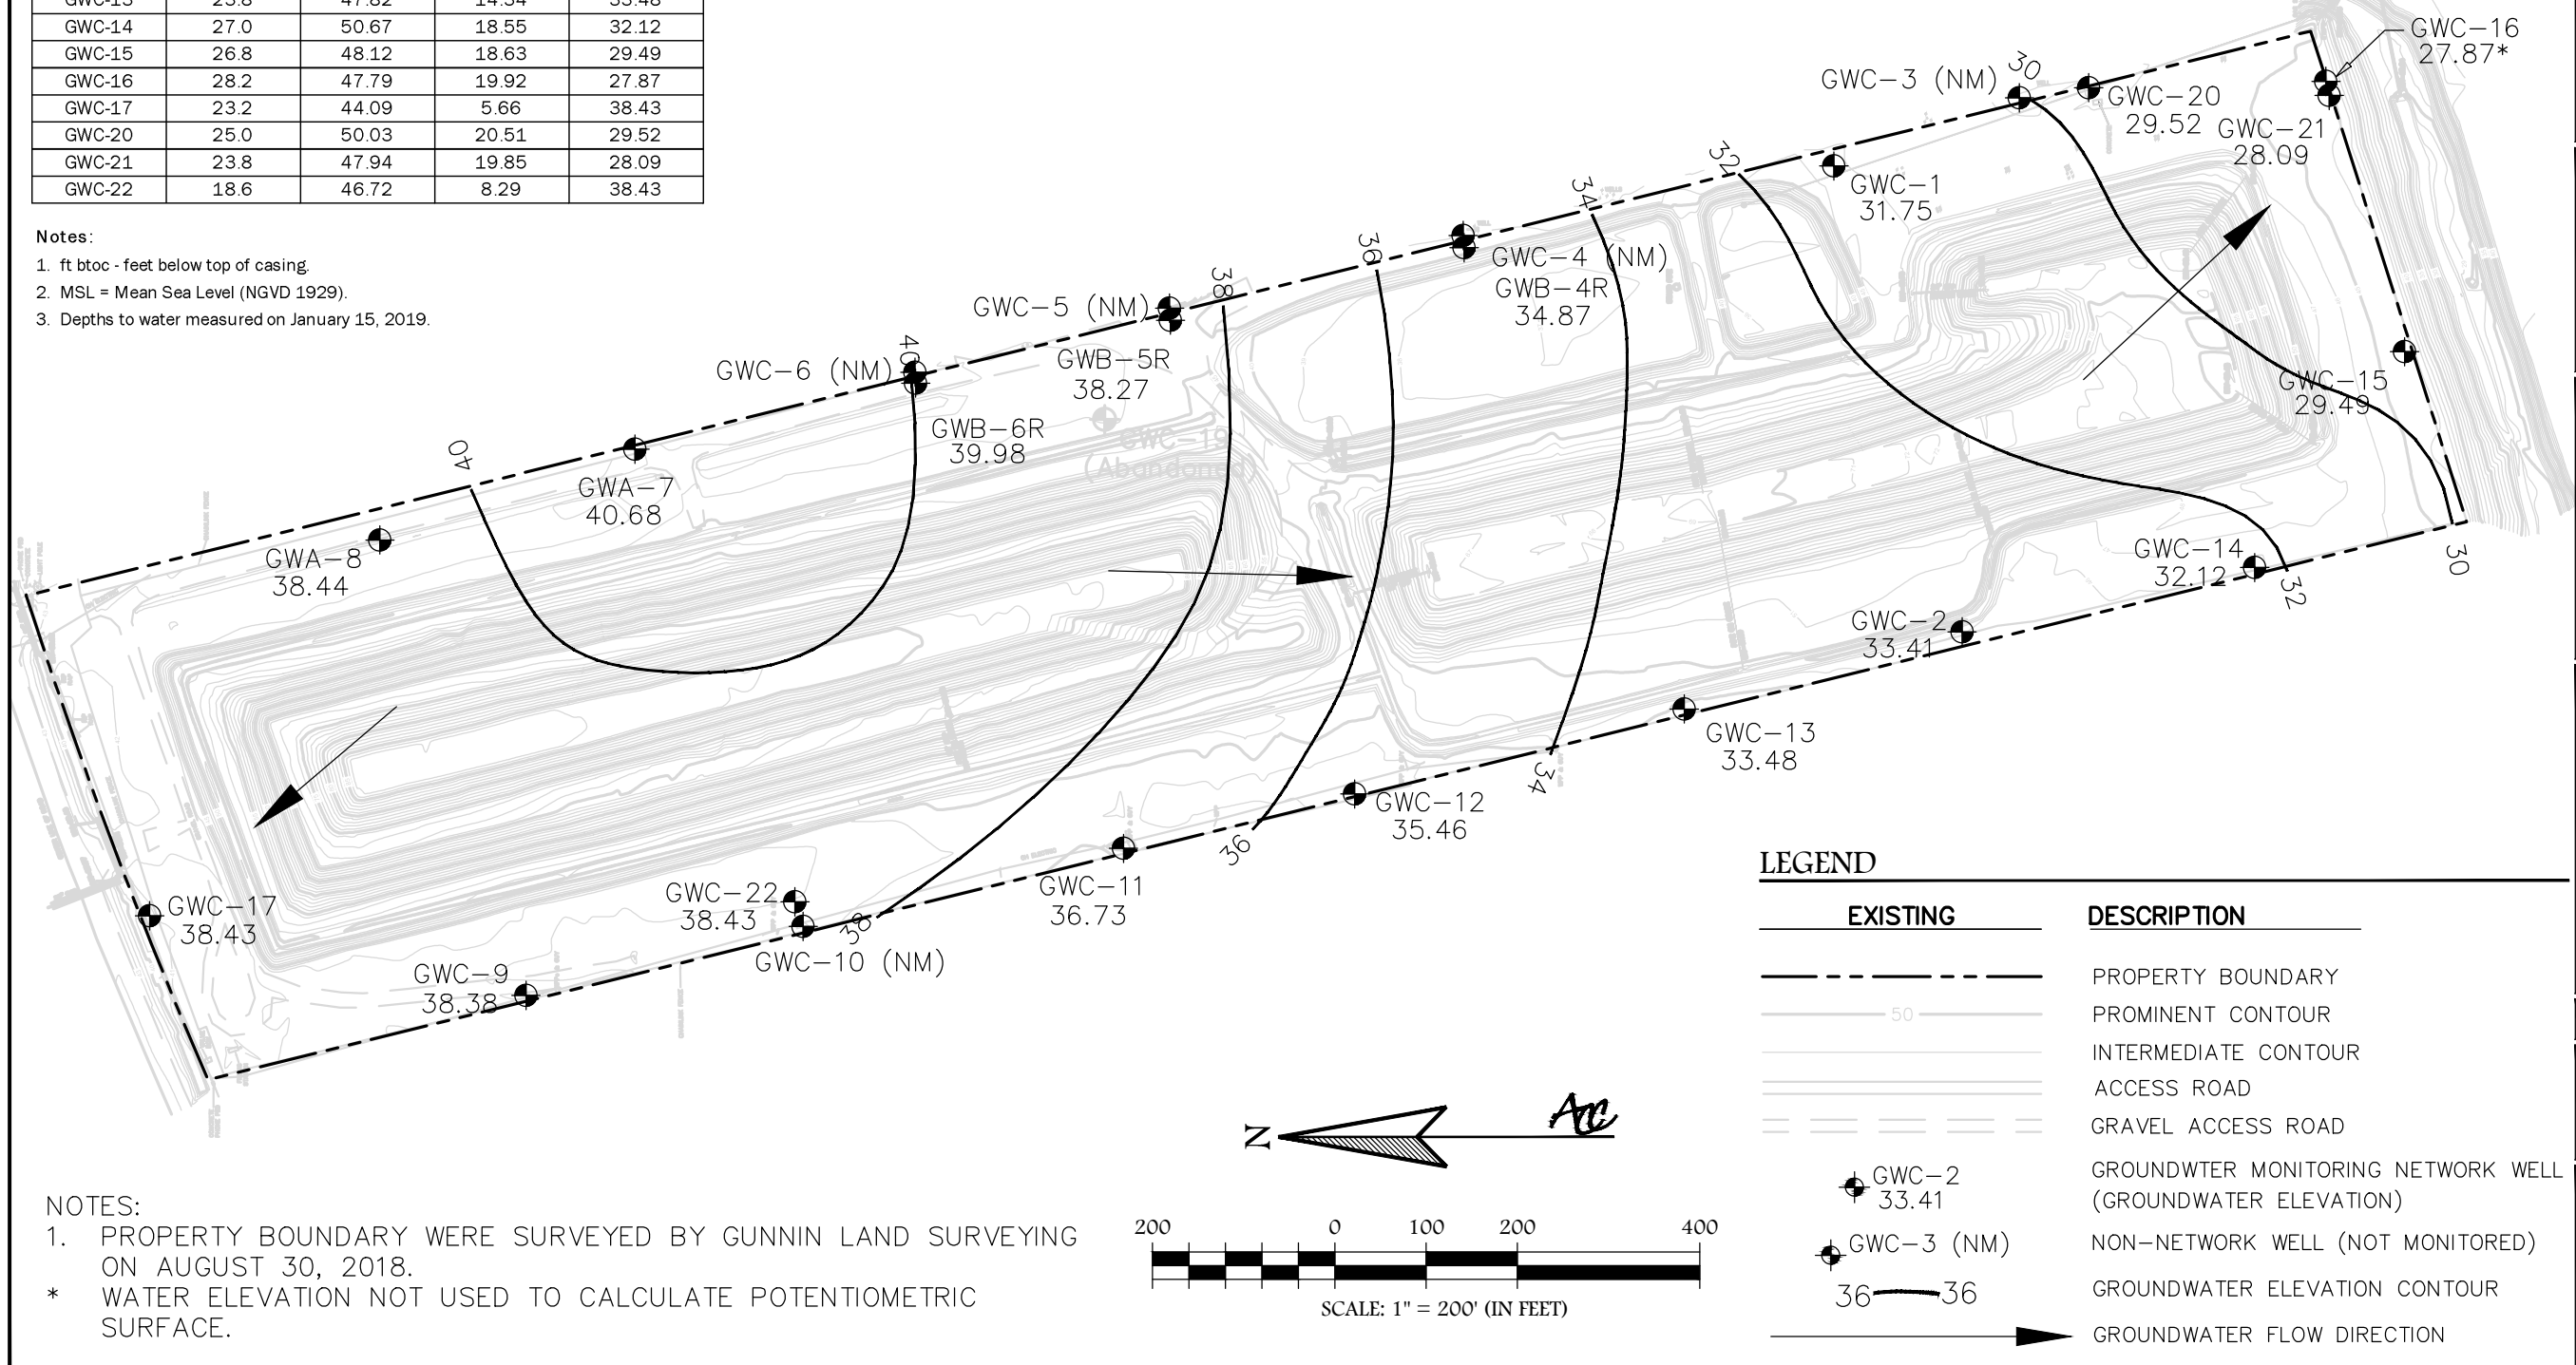 GWC-13 23.8 47.82 14.34 33.48
GWC-14 27.0 50.67 18.55 32.12
GWC-15 26.8 48.12 18.63 29.49
GWC-16 28.2 47.79 19.92 27.87
GWC-17 23.2 44.09 5.66 38.43
GWC-20 25.0 50.03 20.51 29.52
GWC-21 23.8 47.94 19.85 28.09
GWC-22 18.6 46.72 8.29 38.43
Notes:
1. ft btoc - feet below top of casing.
2. MSL = Mean Sea Level (NGVD 1929).
3. Depths to water measured on January 15, 2019.
GWC-16
27.87*
30
GWC-3 (NM)
GWC-20
29.52
GWC-21
28.09
32
GWC-1
31.75
34
36
GWC-4 (NM)
GWB-4R
34.87
38
GWC-5 (NM)
GWB-5R
38.27
40
GWC-6 (NM)
GWB-6R
39.98
GWC-19
(Abandoned)
GWC-15
29.49
40
GWA-7
40.68
GWA-8
38.44
GWC-14
32.12
30
32
GWC-2
33.41
GWC-13
33.48
34
GWC-12
35.46
36
GWC-11
36.73
GWC-22
38.43
38
GWC-10 (NM)
GWC-17
38.43
GWC-9
38.38
LEGEND
EXISTING DESCRIPTION
PROPERTY BOUNDARY
50 PROMINENT CONTOUR
INTERMEDIATE CONTOUR
ACCESS ROAD
GRAVEL ACCESS ROAD
GWC-2
33.41
GROUNDWTER MONITORING NETWORK WELL
(GROUNDWATER ELEVATION)
GWC-3 (NM) NON-NETWORK WELL (NOT MONITORED)
36 36 GROUNDWATER ELEVATION CONTOUR
GROUNDWATER FLOW DIRECTION
N
ACC
200 0 100 200 400
SCALE: 1" = 200' (IN FEET)
NOTES:
1. PROPERTY BOUNDARY WERE SURVEYED BY GUNNIN LAND SURVEYING
ON AUGUST 30, 2018.
* WATER ELEVATION NOT USED TO CALCULATE POTENTIOMETRIC
SURFACE.